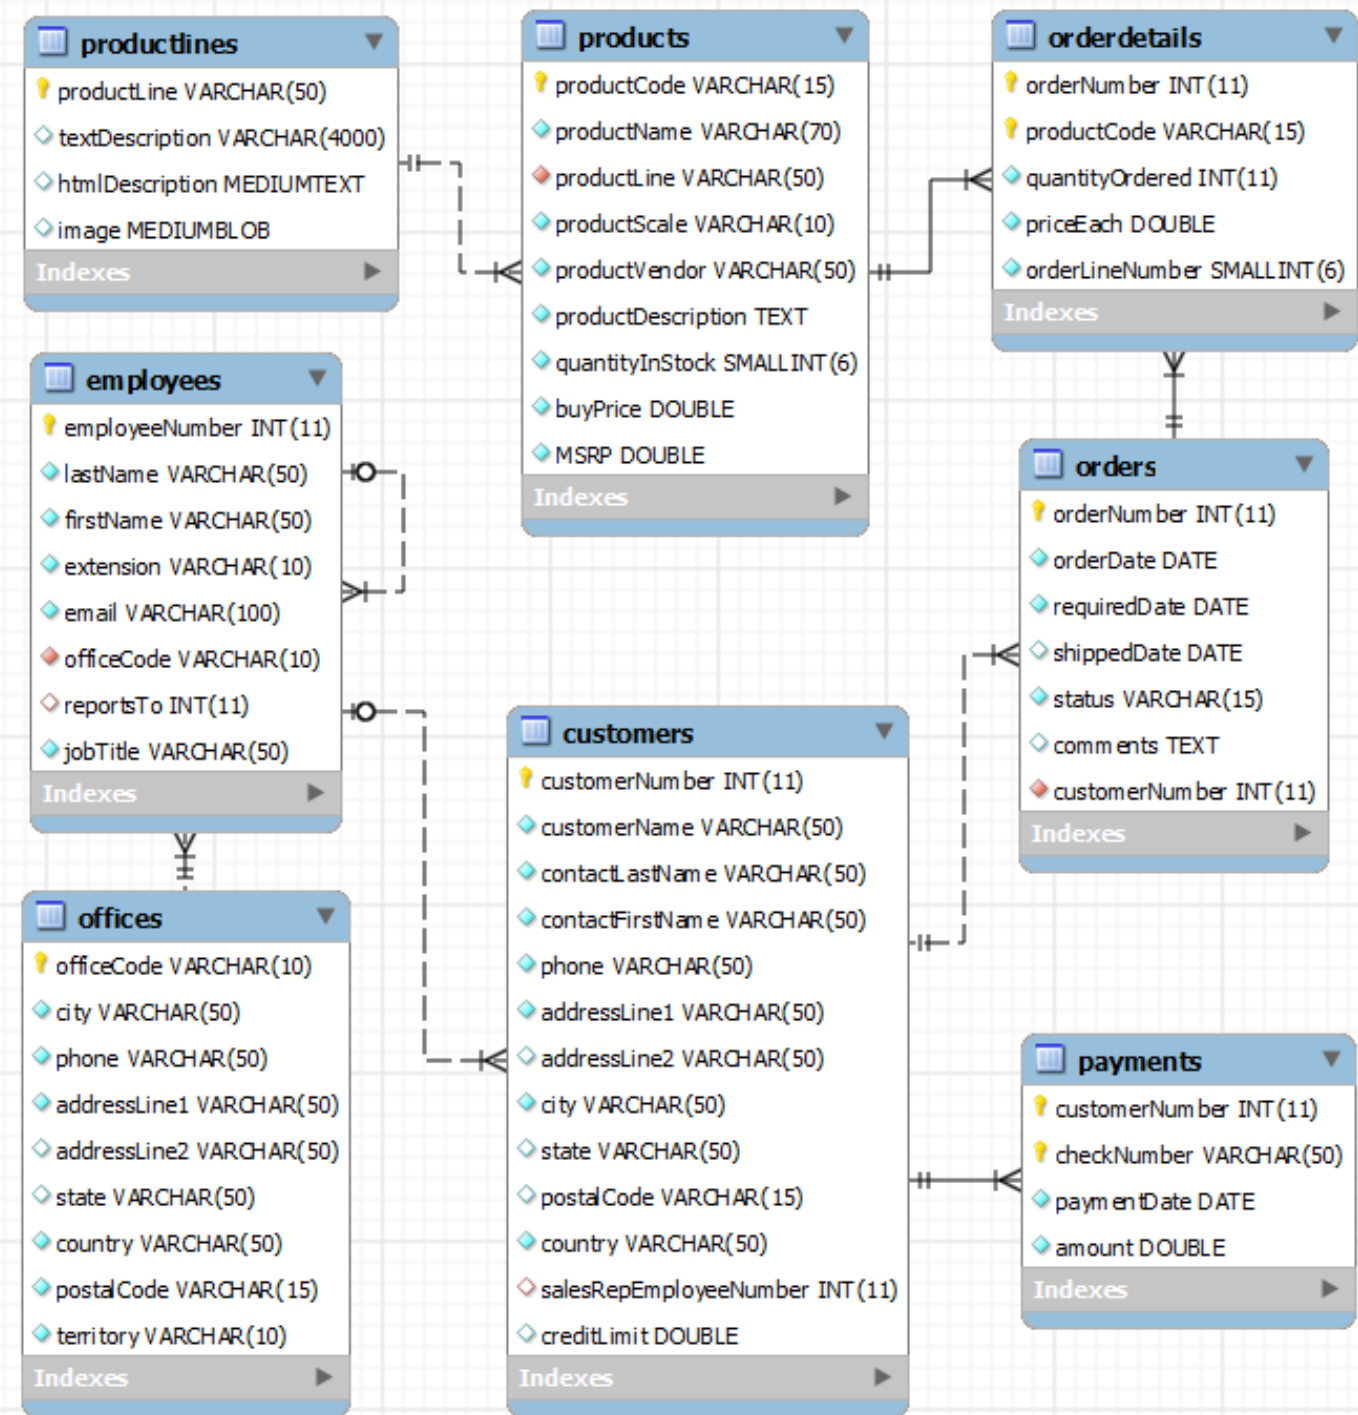 productlines
productLine VARCHAR(50)
textDescription VARCHAR(4000)
htmlDescription MEDIUMTEXT
image MEDIUMBLOB
Indexes
products
productCode VARCHAR(15)
productName VARCHAR(70)
productLine VARCHAR(50)
productScale VARCHAR(10)
productVendor VARCHAR(50)
productDescription TEXT
quantityInStock SMALLINT(6)
buyPrice DOUBLE
MSRP DOUBLE
Indexes
orderdetails
orderNumber INT(11)
productCode VARCHAR(15)
quantityOrdered INT(11)
priceEach DOUBLE
orderLineNumber SMALLINT(6)
Indexes
employees
employeeNumber INT(11)
lastName VARCHAR(50)
firstName VARCHAR(50)
extension VARCHAR(10)
email VARCHAR(100)
officeCode VARCHAR(10)
reportsTo INT(11)
jobTitle VARCHAR(50)
Indexes
orders
orderNumber INT(11)
orderDate DATE
requiredDate DATE
shippedDate DATE
status VARCHAR(15)
comments TEXT
customerNumber INT(11)
Indexes
customers
customerNumber INT(11)
customerName VARCHAR(50)
contactLastName VARCHAR(50)
contactFirstName VARCHAR(50)
phone VARCHAR(50)
addressLine1 VARCHAR(50)
addressLine2 VARCHAR(50)
city VARCHAR(50)
state VARCHAR(50)
postalCode VARCHAR(15)
country VARCHAR(50)
salesRepEmployeeNumber INT(11)
creditLimit DOUBLE
Indexes
offices
officeCode VARCHAR(10)
city VARCHAR(50)
phone VARCHAR(50)
addressLine1 VARCHAR(50)
addressLine2 VARCHAR(50)
state VARCHAR(50)
country VARCHAR(50)
postalCode VARCHAR(15)
territory VARCHAR(10)
Indexes
payments
customerNumber INT(11)
checkNumber VARCHAR(50)
paymentDate DATE
amount DOUBLE
Indexes